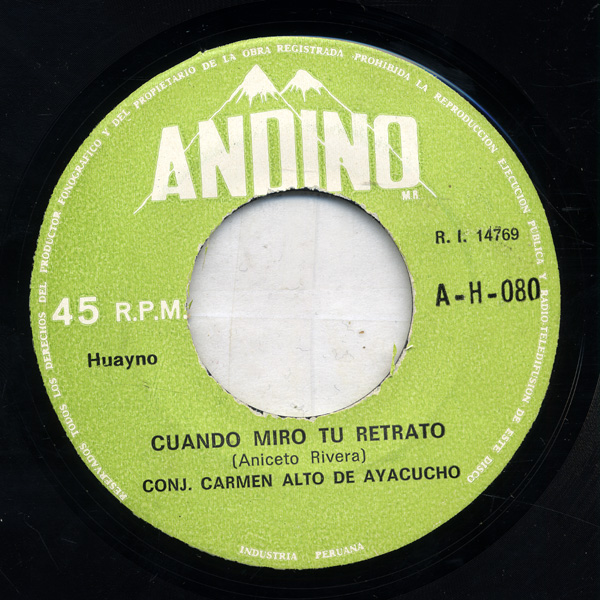 RESERVADOS TODOS LOS DERECHOS DEL PRODUCTOR FONOGRAFICO Y DEL PROPIETARIO DE LA OBRA REGISTRADA · PROHIBIDA LA REPRODUCCION EJECUCION PUBLICA Y RADIO-TELEDIFUSION DE ESTE DISCO
ANDINO
MR
R. I. 14769
45 R.P.M.
A-H-080
Huayno
CUANDO MIRO TU RETRATO
(Aniceto Rivera)
CONJ. CARMEN ALTO DE AYACUCHO
INDUSTRIA PERUANA